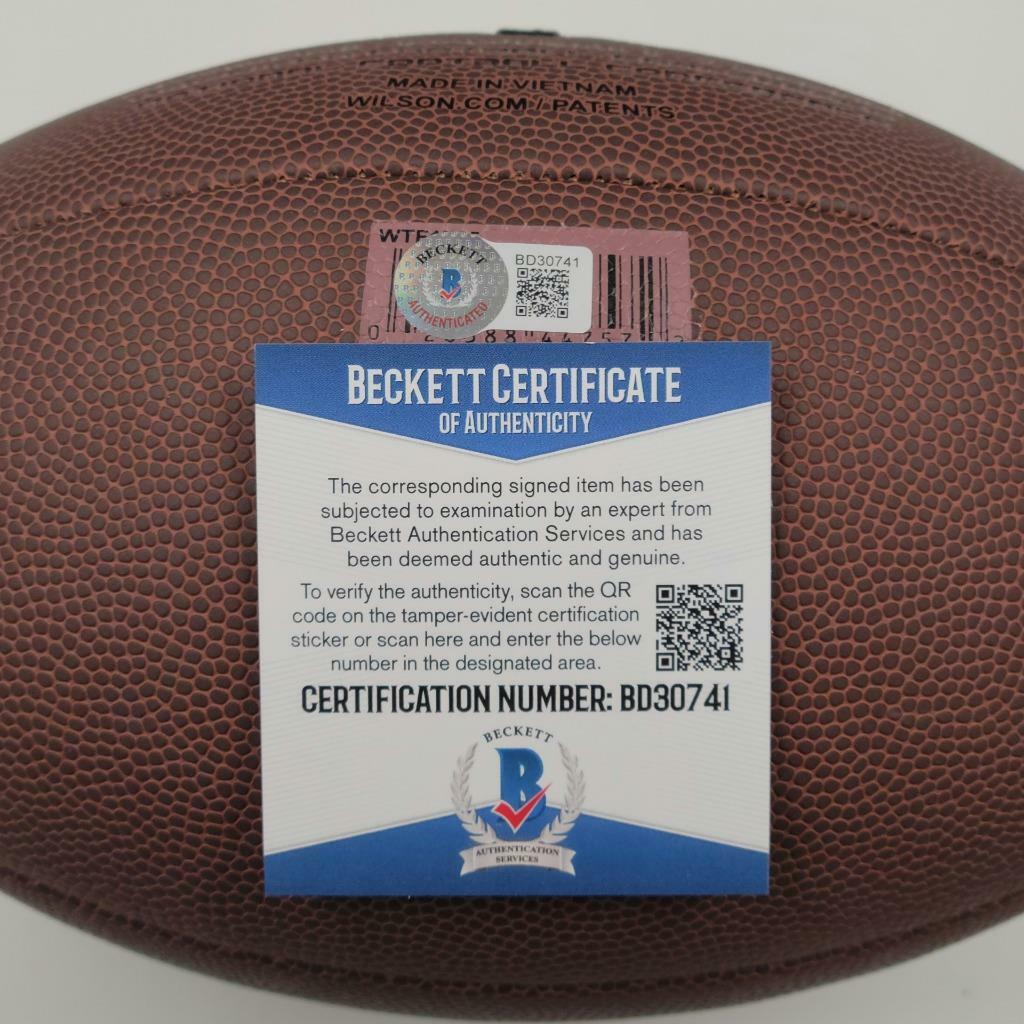 MADE IN VIETNAM
WILSON.COM / PATENTS
BECKETT
B
AUTHENTICATED
BD30741
BECKETT CERTIFICATE
OF AUTHENTICITY
The corresponding signed item has been
subjected to examination by an expert from
Beckett Authentication Services and has
been deemed authentic and genuine.
To verify the authenticity, scan the QR
code on the tamper-evident certification
sticker or scan here and enter the below
number in the designated area.
CERTIFICATION NUMBER: BD30741
BECKETT
B
AUTHENTICATION
SERVICES